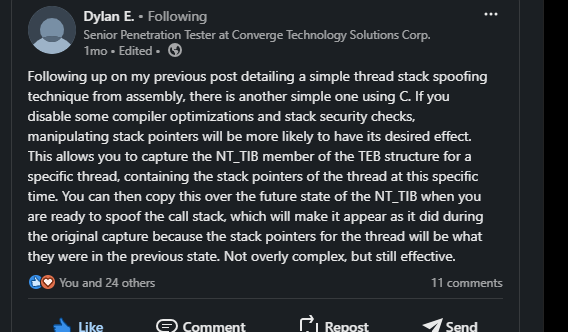 Dylan E. • Following
Senior Penetration Tester at Converge Technology Solutions Corp.
1mo • Edited •
Following up on my previous post detailing a simple thread stack spoofing
technique from assembly, there is another simple one using C. If you
disable some compiler optimizations and stack security checks,
manipulating stack pointers will be more likely to have its desired effect.
This allows you to capture the NT_TIB member of the TEB structure for a
specific thread, containing the stack pointers of the thread at this specific
time. You can then copy this over the future state of the NT_TIB when you
are ready to spoof the call stack, which will make it appear as it did during
the original capture because the stack pointers for the thread will be what
they were in the previous state. Not overly complex, but still effective.
You and 24 others 11 comments
Like Comment Repost Send